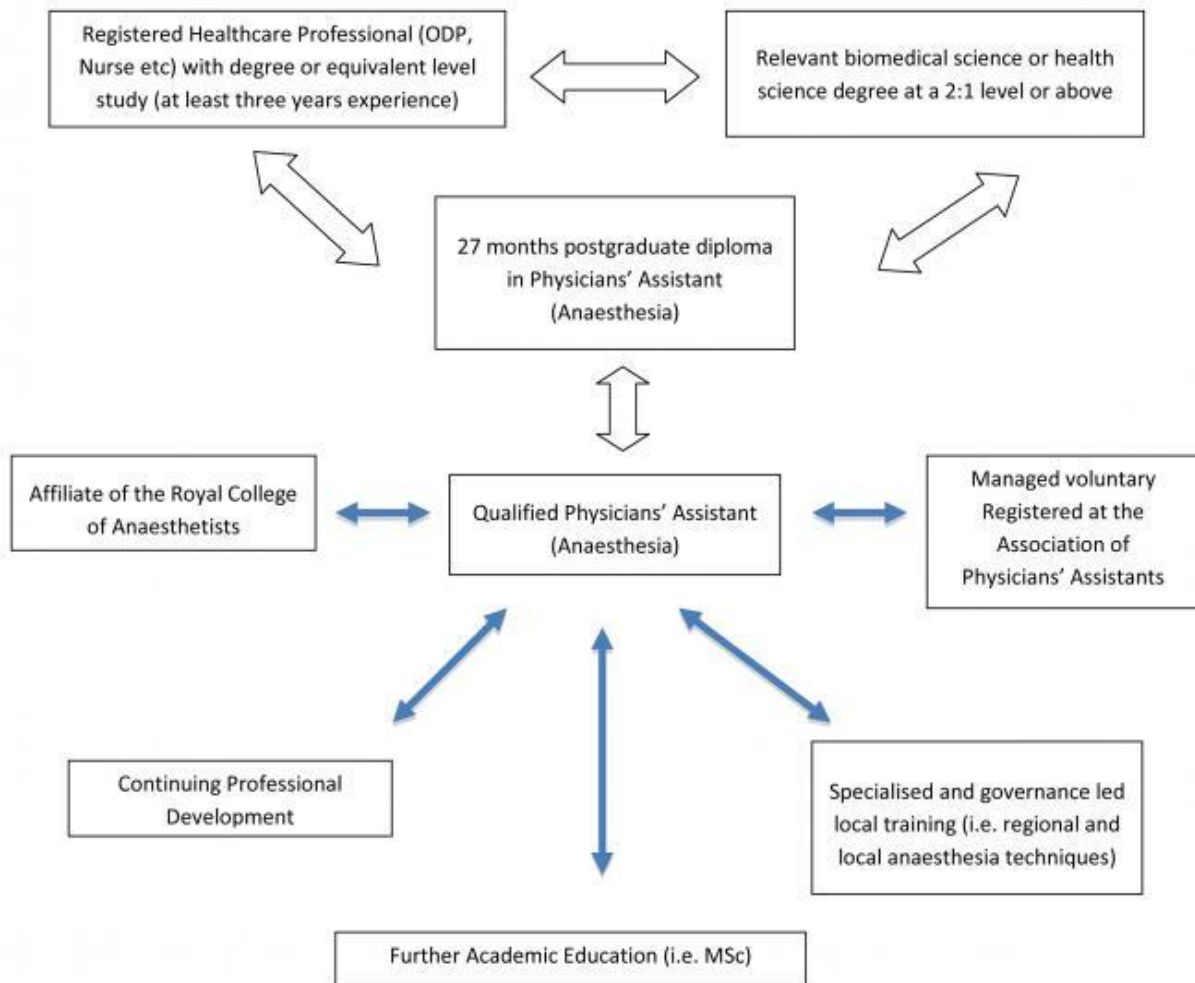 Registered Healthcare Professional (ODP,
Nurse etc) with degree or equivalent level
study (at least three years experience)
Relevant biomedical science or health
science degree at a 2:1 level or above
27 months postgraduate diploma
in Physicians’ Assistant
(Anaesthesia)
Affiliate of the Royal College
of Anaesthetists
Qualified Physicians’ Assistant
(Anaesthesia)
Managed voluntary
Registered at the
Association of
Physicians’ Assistants
Continuing Professional
Development
Specialised and governance led
local training (i.e. regional and
local anaesthesia techniques)
Further Academic Education (i.e. MSc)